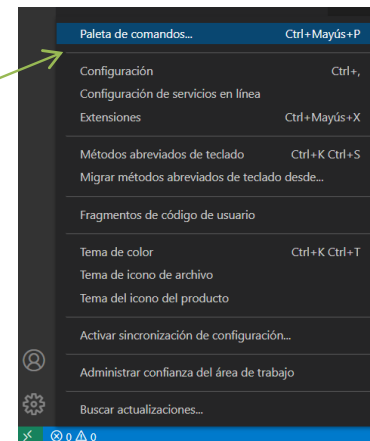 Paleta de comandos... Ctrl+Mayús+P
Configuración Ctrl+,
Configuración de servicios en línea
Extensiones Ctrl+Mayús+X
Métodos abreviados de teclado Ctrl+K Ctrl+S
Migrar métodos abreviados de teclado desde...
Fragmentos de código de usuario
Tema de color Ctrl+K Ctrl+T
Tema de icono de archivo
Tema del icono del producto
Activar sincronización de configuración...
Administrar confianza del área de trabajo
Buscar actualizaciones...
0 0